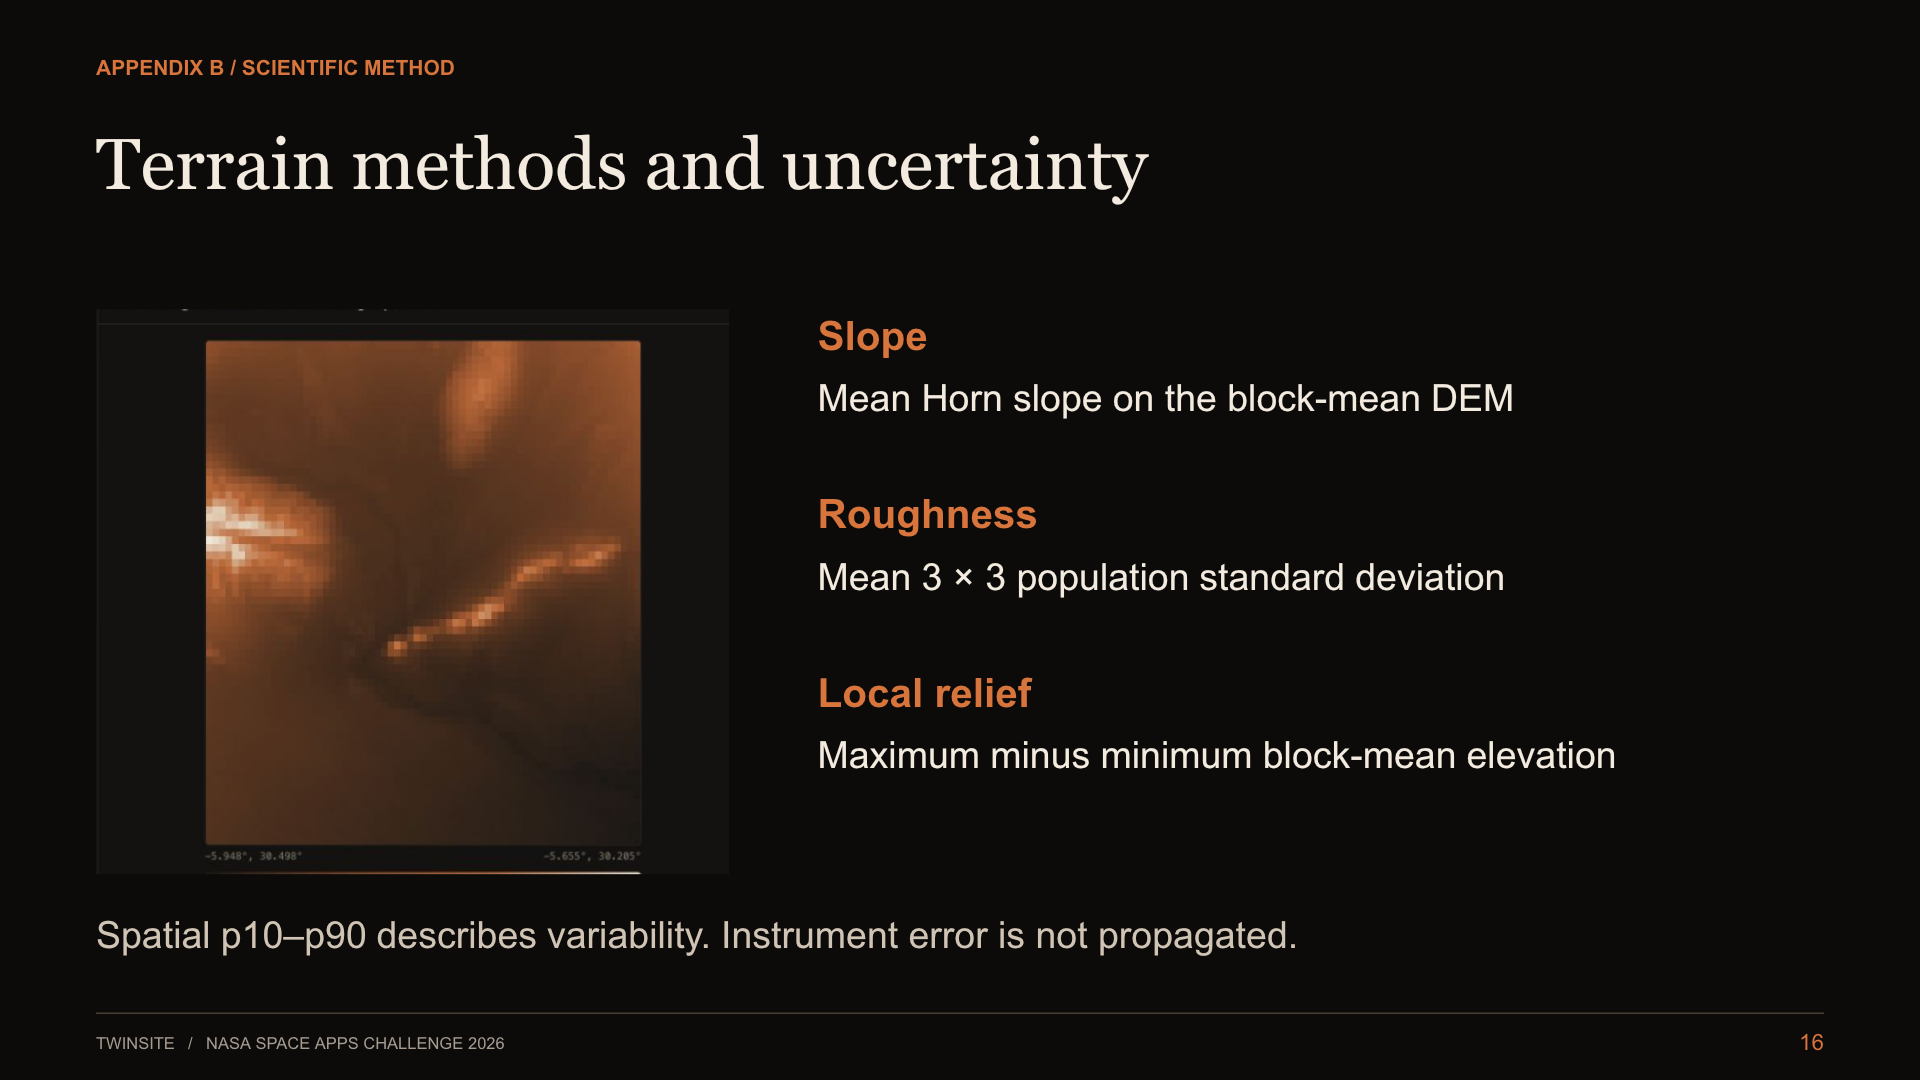 APPENDIX B / SCIENTIFIC METHOD
Terrain methods and uncertainty
Slope
Mean Horn slope on the block-mean DEM
Roughness
Mean 3 × 3 population standard deviation
Local relief
Maximum minus minimum block-mean elevation
−5.948°, 30.498° −5.655°, 30.205°
Spatial p10–p90 describes variability. Instrument error is not propagated.
TWINSITE / NASA SPACE APPS CHALLENGE 2026 16